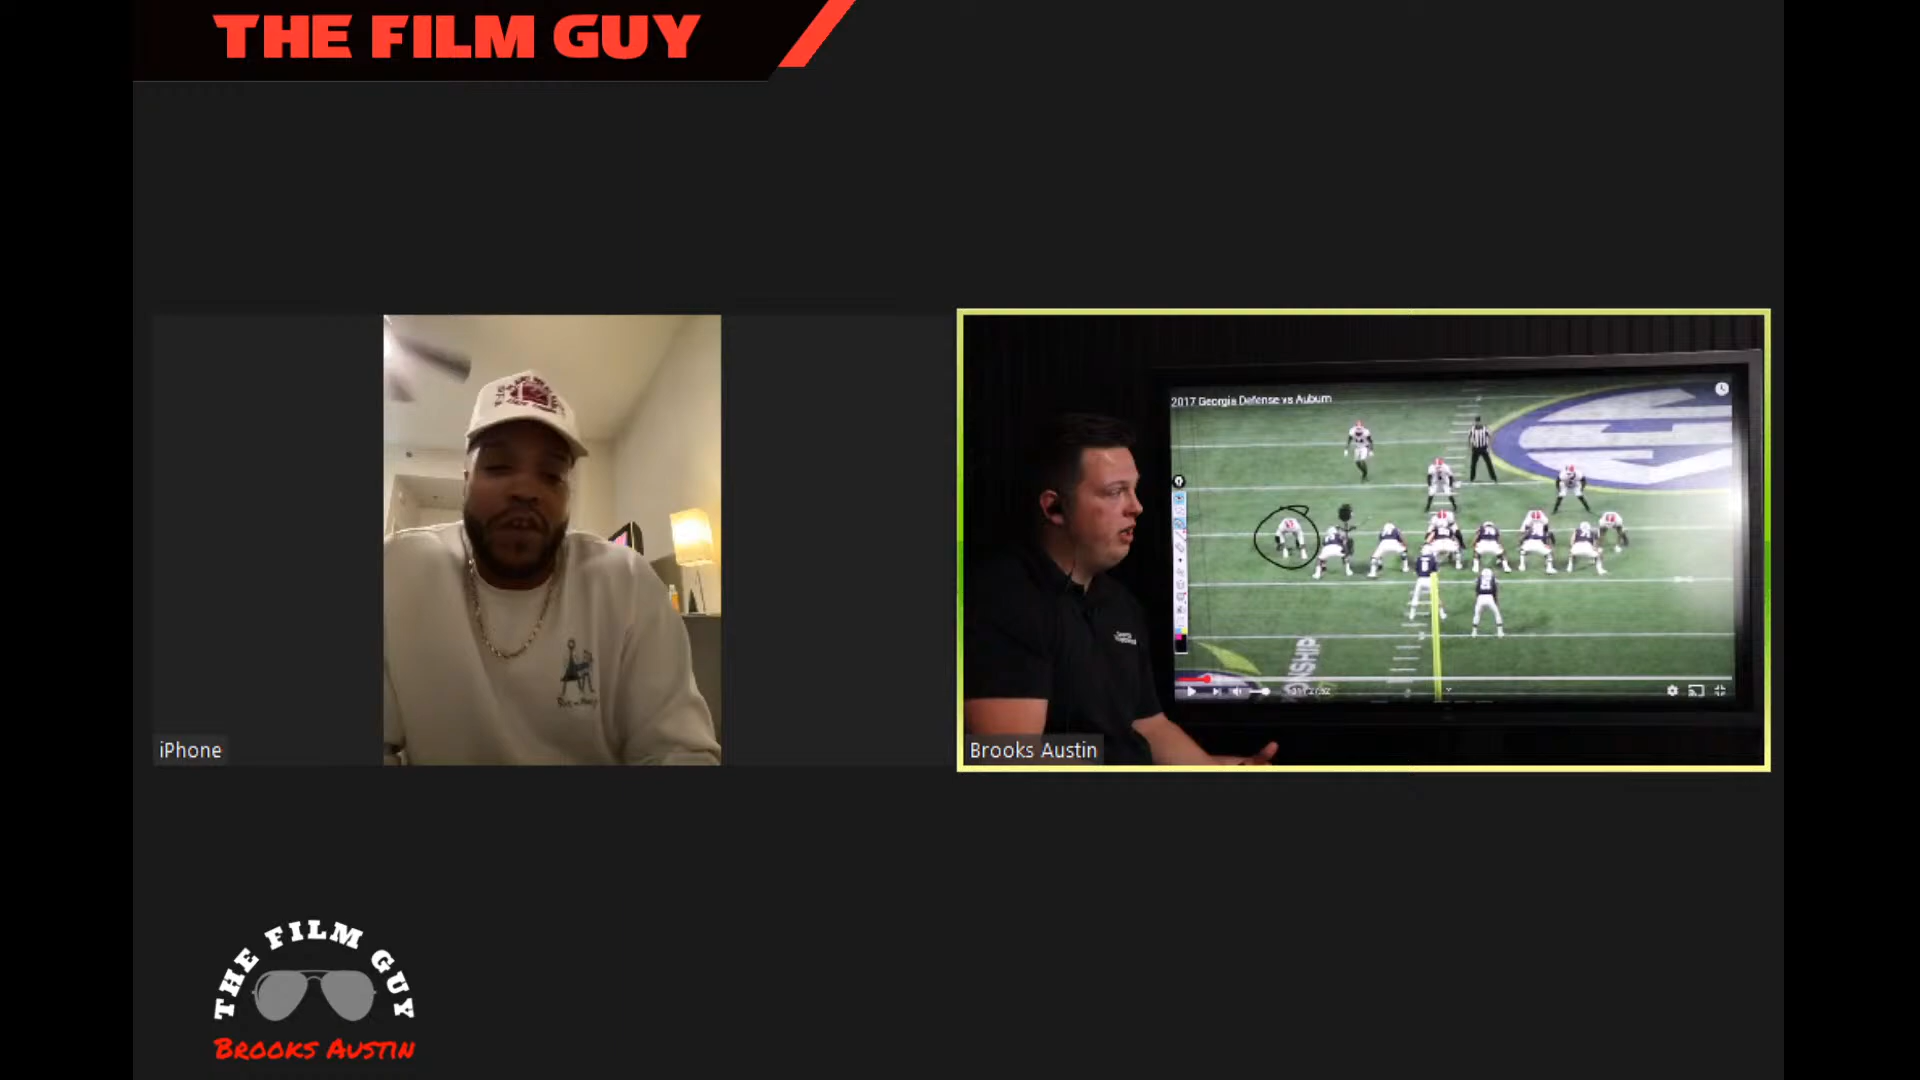 THE FILM GUY
2017 Georgia Defense vs Auburn
iPhone
Brooks Austin
THE FILM GUY
BROOKS AUSTIN